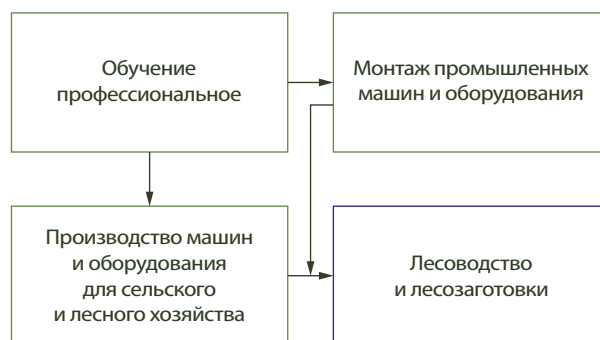 Обучение
профессиональное
Монтаж промышленных
машин и оборудования
Производство машин
и оборудования
для сельского
и лесного хозяйства
Лесоводство
и лесозаготовки